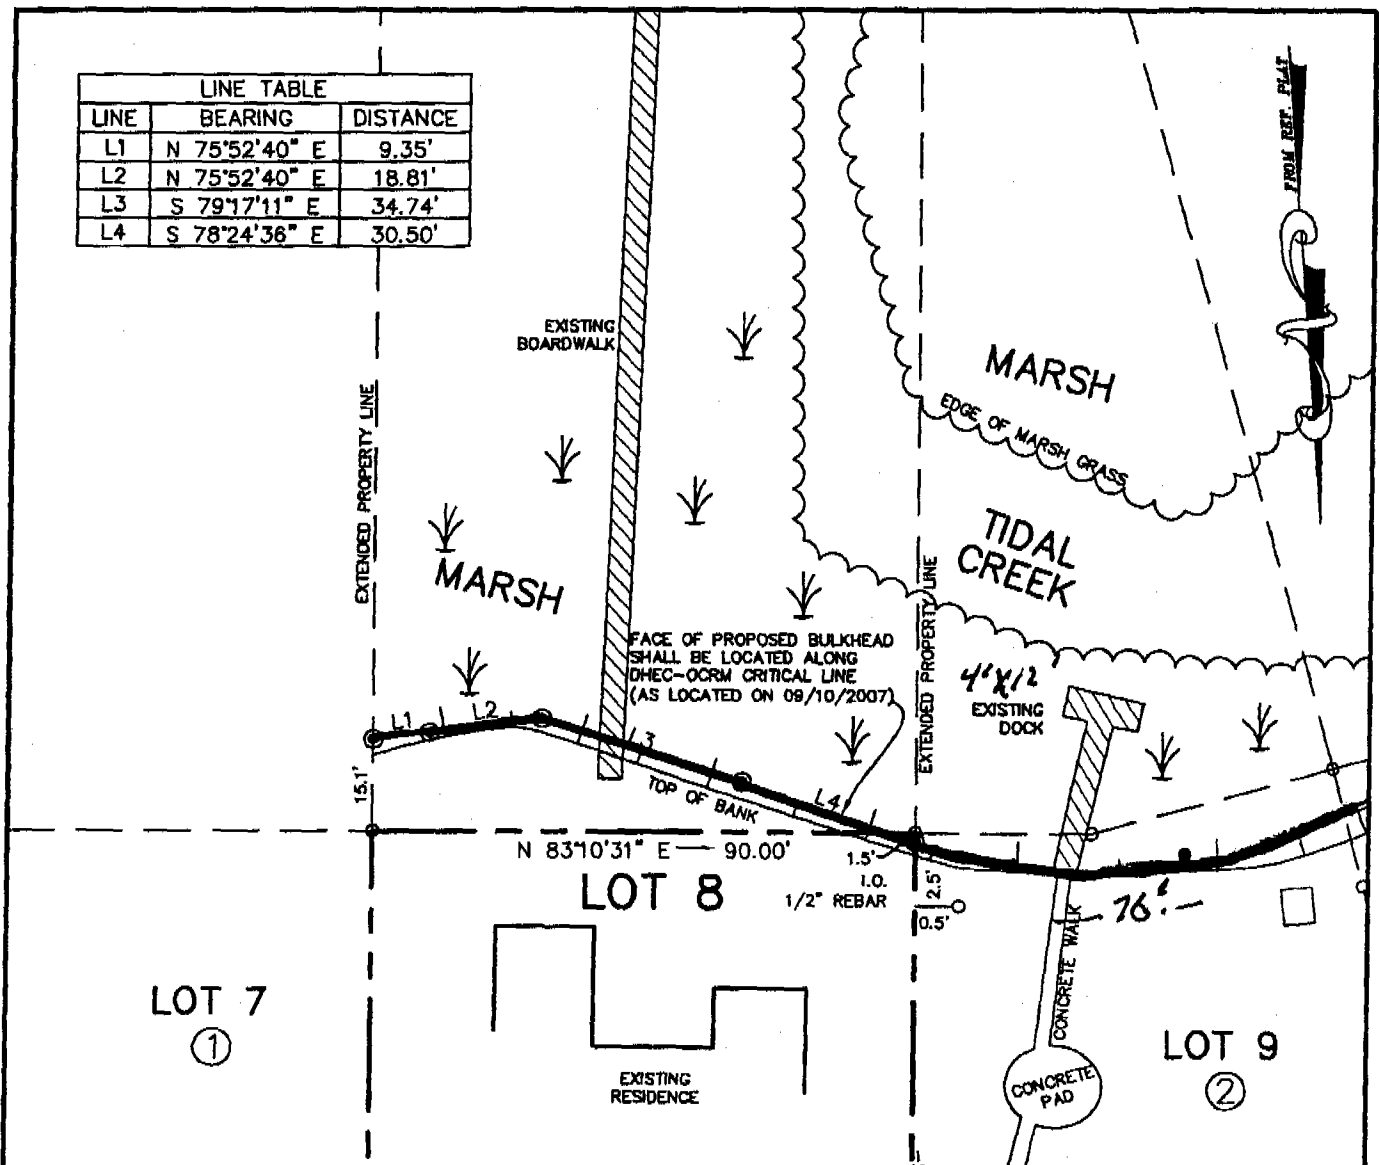 LINE TABLE
LINE BEARING DISTANCE
L1 N 75°52'40" E 9.35'
L2 N 75°52'40" E 18.81'
L3 S 79°17'11" E 34.74'
L4 S 78°24'36" E 30.50'
FROM REF. PLAT
EXISTING
BOARDWALK
MARSH
EDGE OF MARSH GRASS
EXTENDED PROPERTY LINE
TIDAL
CREEK
MARSH
EXTENDED PROPERTY LINE
FACE OF PROPOSED BULKHEAD
SHALL BE LOCATED ALONG
DHEC-OCRM CRITICAL LINE
(AS LOCATED ON 09/10/2007)
4'X12
EXISTING
DOCK
L1
L2
L3
L4
15.1'
TOP OF BANK
N 83°10'31" E 90.00'
1.5'
I.O.
1/2" REBAR
2.5'
0.5'
76'
LOT 8
CONCRETE WALK
LOT 7
1
EXISTING
RESIDENCE
CONCRETE
PAD
LOT 9
2